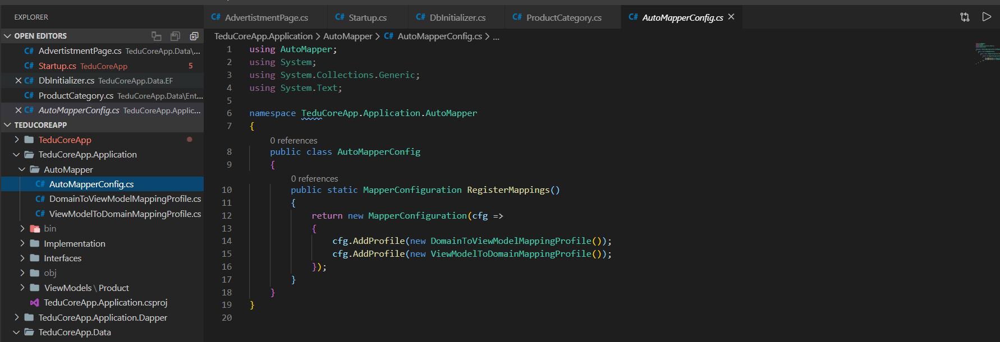 EXPLORER
OPEN EDITORS
C# AdvertistmentPage.cs TeduCoreApp.Data\...
C# Startup.cs TeduCoreApp 5
C# DbInitializer.cs TeduCoreApp.Data.EF
C# ProductCategory.cs TeduCoreApp.Data\Ent...
C# AutoMapperConfig.cs TeduCoreApp.Applic...
TEDUCOREAPP
TeduCoreApp
TeduCoreApp.Application
AutoMapper
C# AutoMapperConfig.cs
C# DomainToViewModelMappingProfile.cs
C# ViewModelToDomainMappingProfile.cs
bin
Implementation
Interfaces
obj
ViewModels \ Product
TeduCoreApp.Application.csproj
TeduCoreApp.Application.Dapper
TeduCoreApp.Data
C# AdvertistmentPage.cs C# Startup.cs C# DbInitializer.cs C# ProductCategory.cs C# AutoMapperConfig.cs
TeduCoreApp.Application > AutoMapper > C# AutoMapperConfig.cs > ...
1 using AutoMapper;
2 using System;
3 using System.Collections.Generic;
4 using System.Text;
5
6 namespace TeduCoreApp.Application.AutoMapper
7 {
0 references
8 public class AutoMapperConfig
9 {
0 references
10 public static MapperConfiguration RegisterMappings()
11 {
12 return new MapperConfiguration(cfg =>
13 {
14 cfg.AddProfile(new DomainToViewModelMappingProfile());
15 cfg.AddProfile(new ViewModelToDomainMappingProfile());
16 });
17 }
18 }
19 }
20